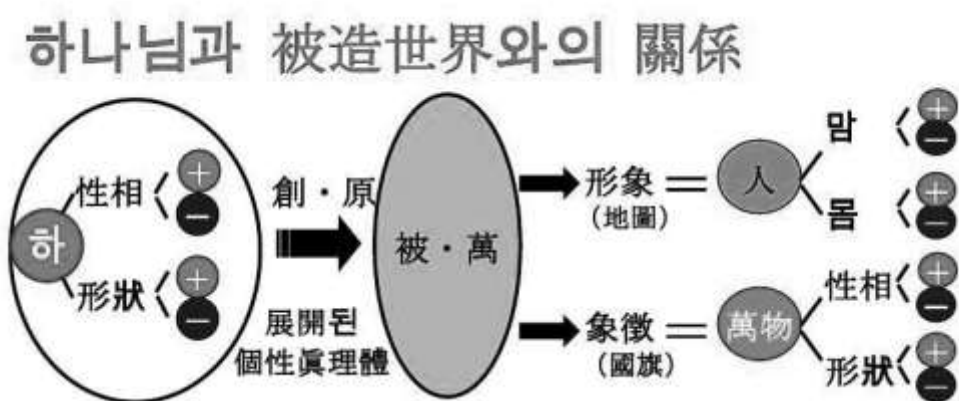 하나님과 被造世界와의 關係
하
性相
+
−
形狀
+
−
創・原
展開된
個性眞理體
被・萬
形象
(地圖)
人
맘
+
−
몸
+
−
象徵
(國旗)
萬物
性相
+
−
形狀
+
−